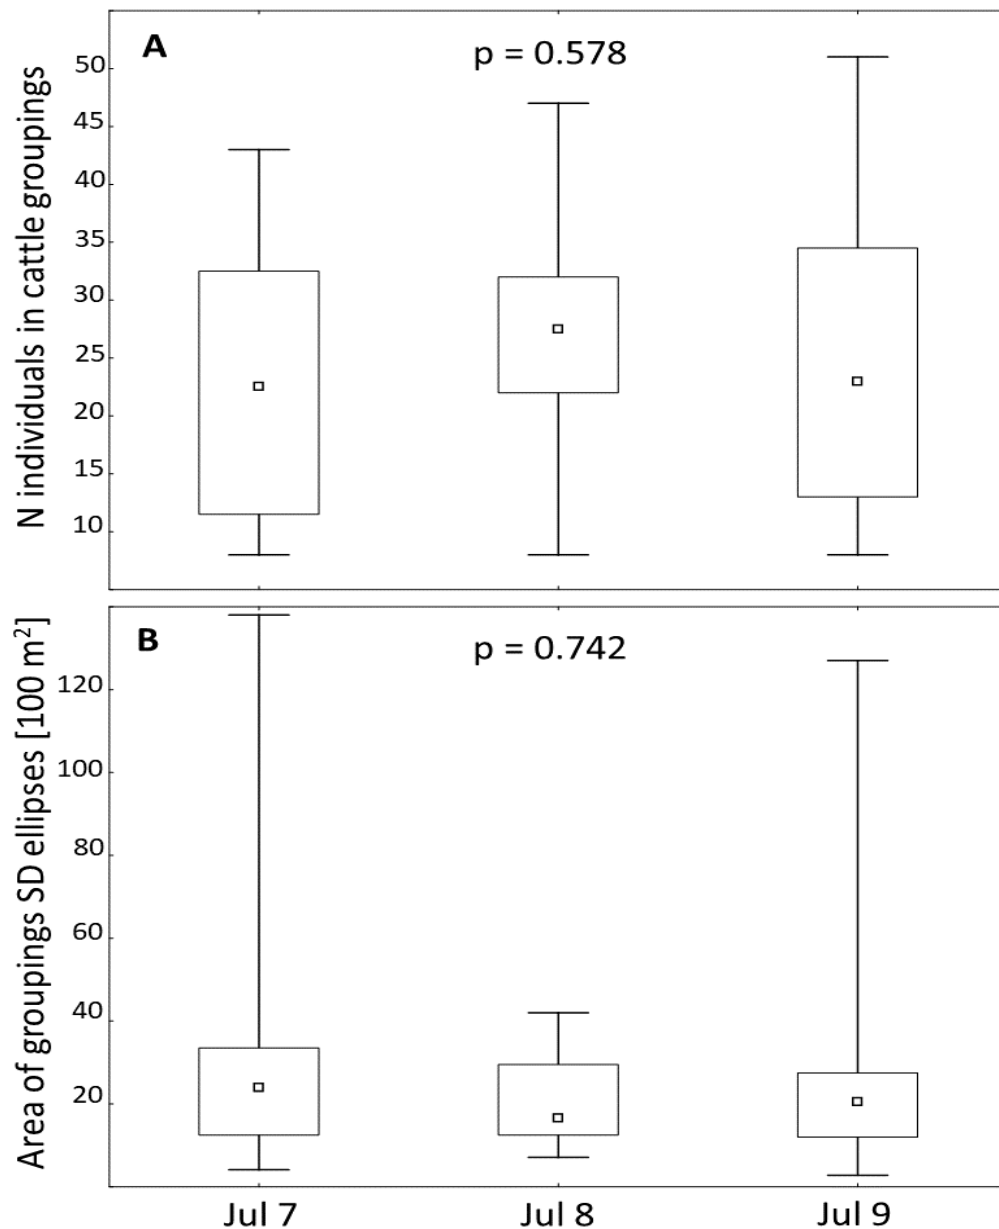 A
p = 0.578
N individuals in cattle groupings
50
45
40
35
30
25
20
15
10
B
p = 0.742
Area of groupings SD ellipses [100 m²]
120
100
80
60
40
20
Jul 7
Jul 8
Jul 9